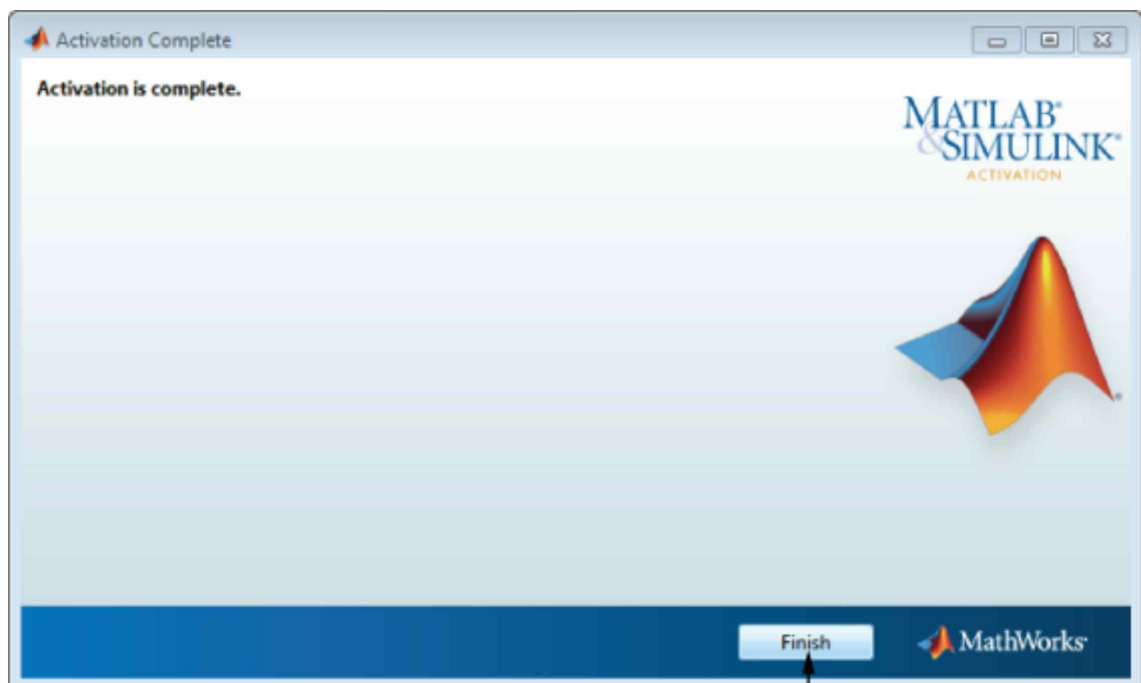 Activation Complete
Activation is complete.
MATLAB®
&SIMULINK®
ACTIVATION
®
Finish
MathWorks®